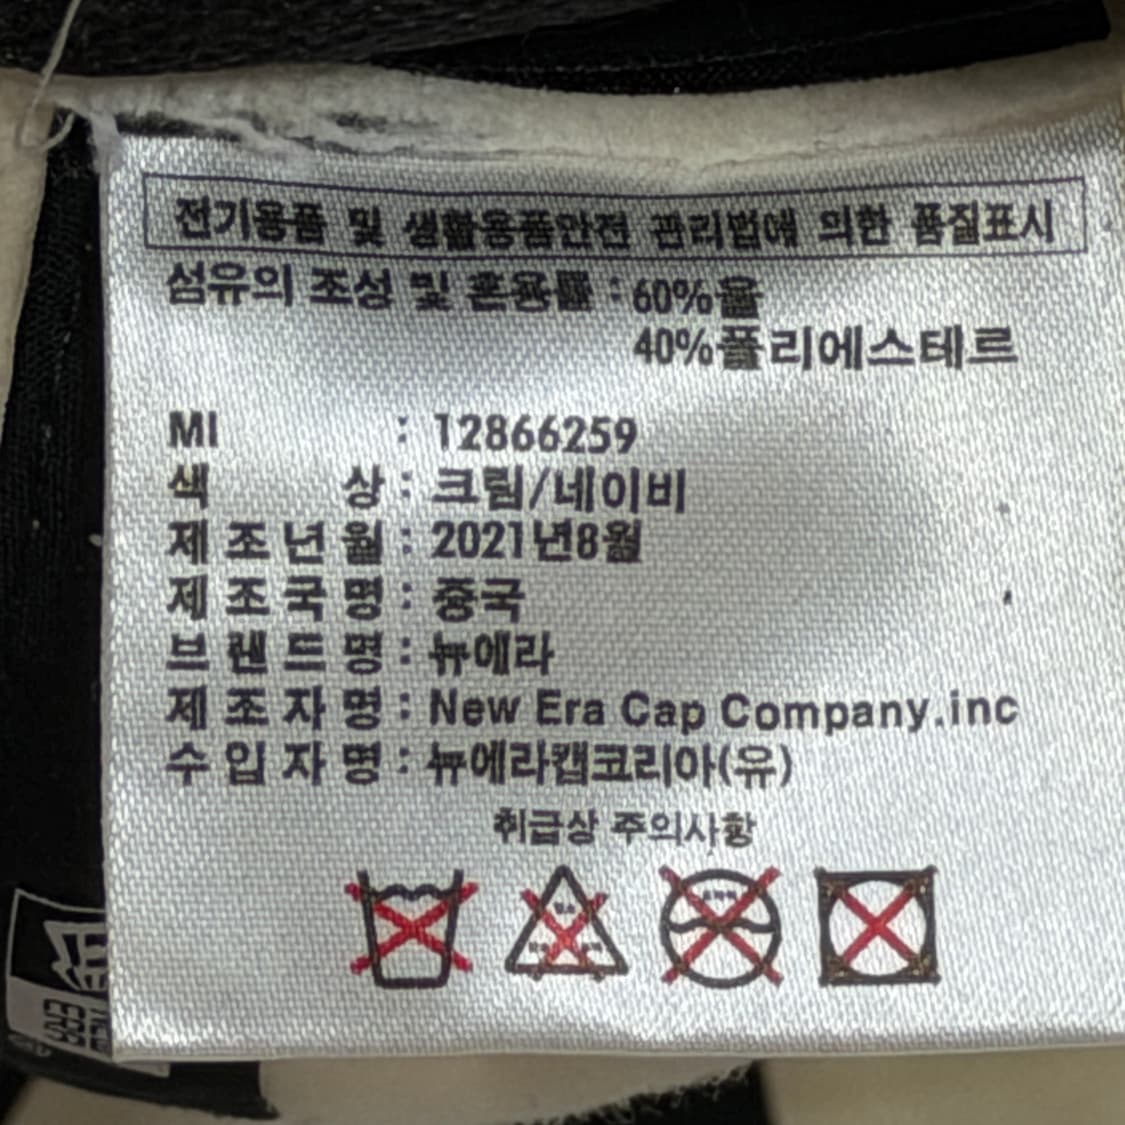 전기용품 및 생활용품안전 관리법에 의한 품질표시
섬유의 조성 및 혼용률 : 60%울
40%폴리에스테르
MI : 12866259
색 상 : 크림/네이비
제 조 년 월 : 2021년8월
제 조 국 명 : 중국
브 랜 드 명 : 뉴에라
제 조 자 명 : New Era Cap Company.inc
수 입 자 명 : 뉴에라캡코리아(유)
취급상 주의사항